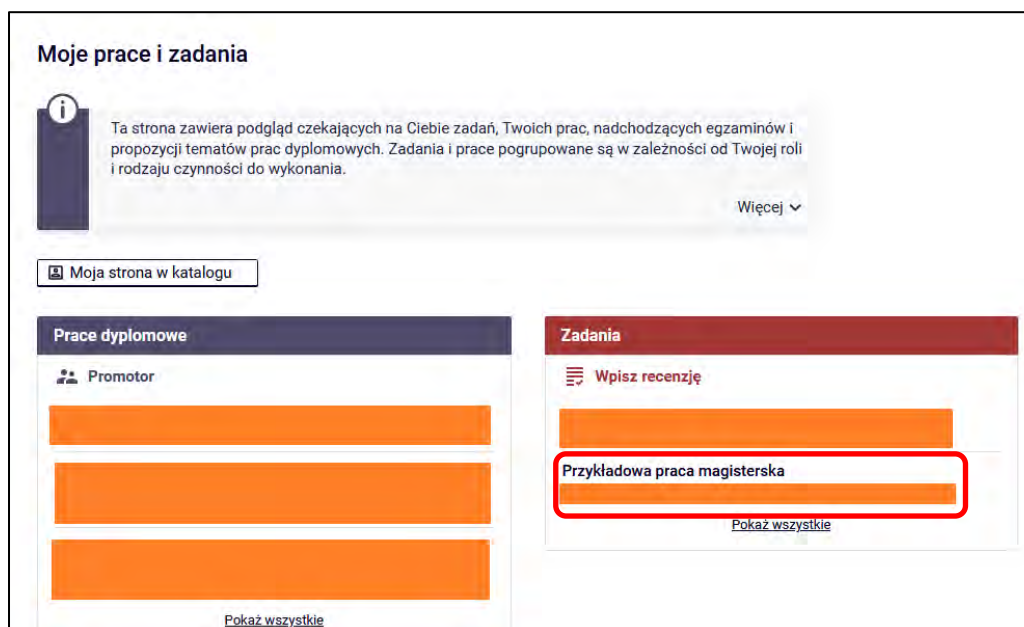 Moje prace i zadania
Ta strona zawiera podgląd czekających na Ciebie zadań, Twoich prac, nadchodzących egzaminów i
propozycji tematów prac dyplomowych. Zadania i prace pogrupowane są w zależności od Twojej roli
i rodzaju czynności do wykonania.
Więcej
Moja strona w katalogu
Prace dyplomowe
Promotor
Pokaż wszystkie
Zadania
Wpisz recenzję
Przykładowa praca magisterska
Pokaż wszystkie